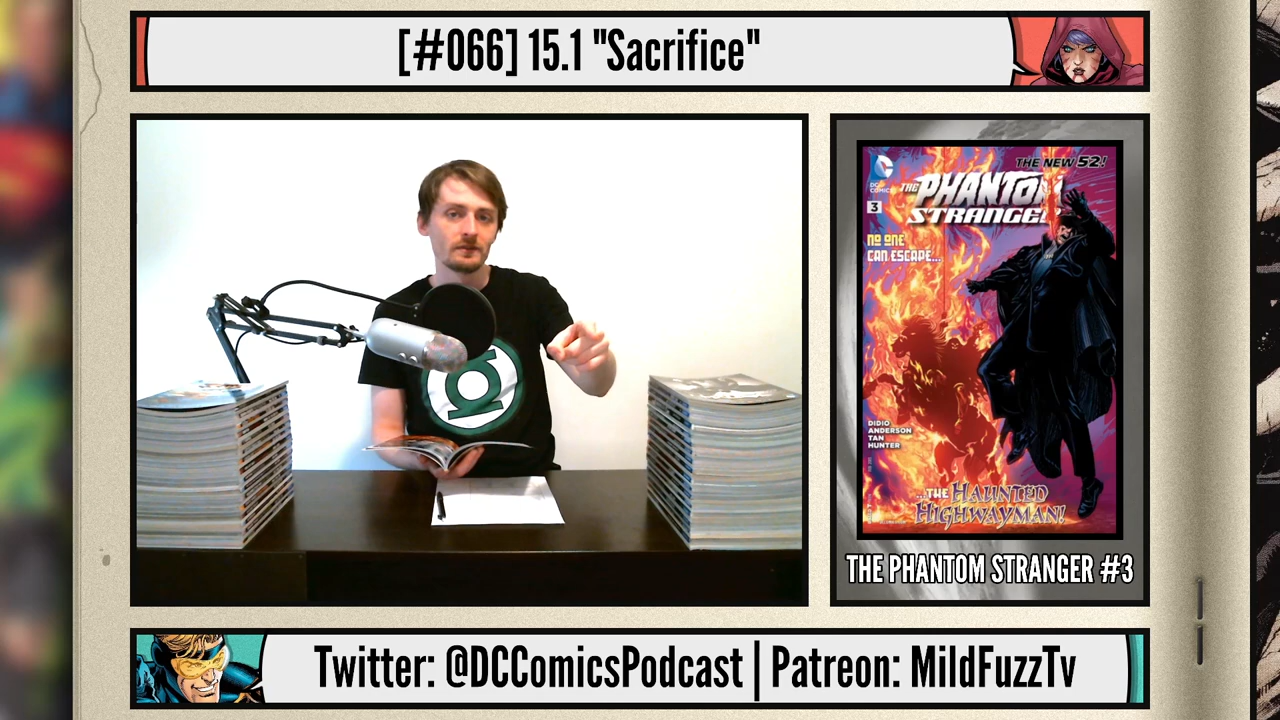 [#066] 15.1 "Sacrifice"
THE NEW 52!
DC COMICS
THE PHANTOM STRANGER
3
NO ONE
CAN ESCAPE...
DIDIO
ANDERSON
TAN
HUNTER
...THE HAUNTED
HIGHWAYMAN!
THE PHANTOM STRANGER #3
Twitter: @DCComicsPodcast | Patreon: MildFuzzTv